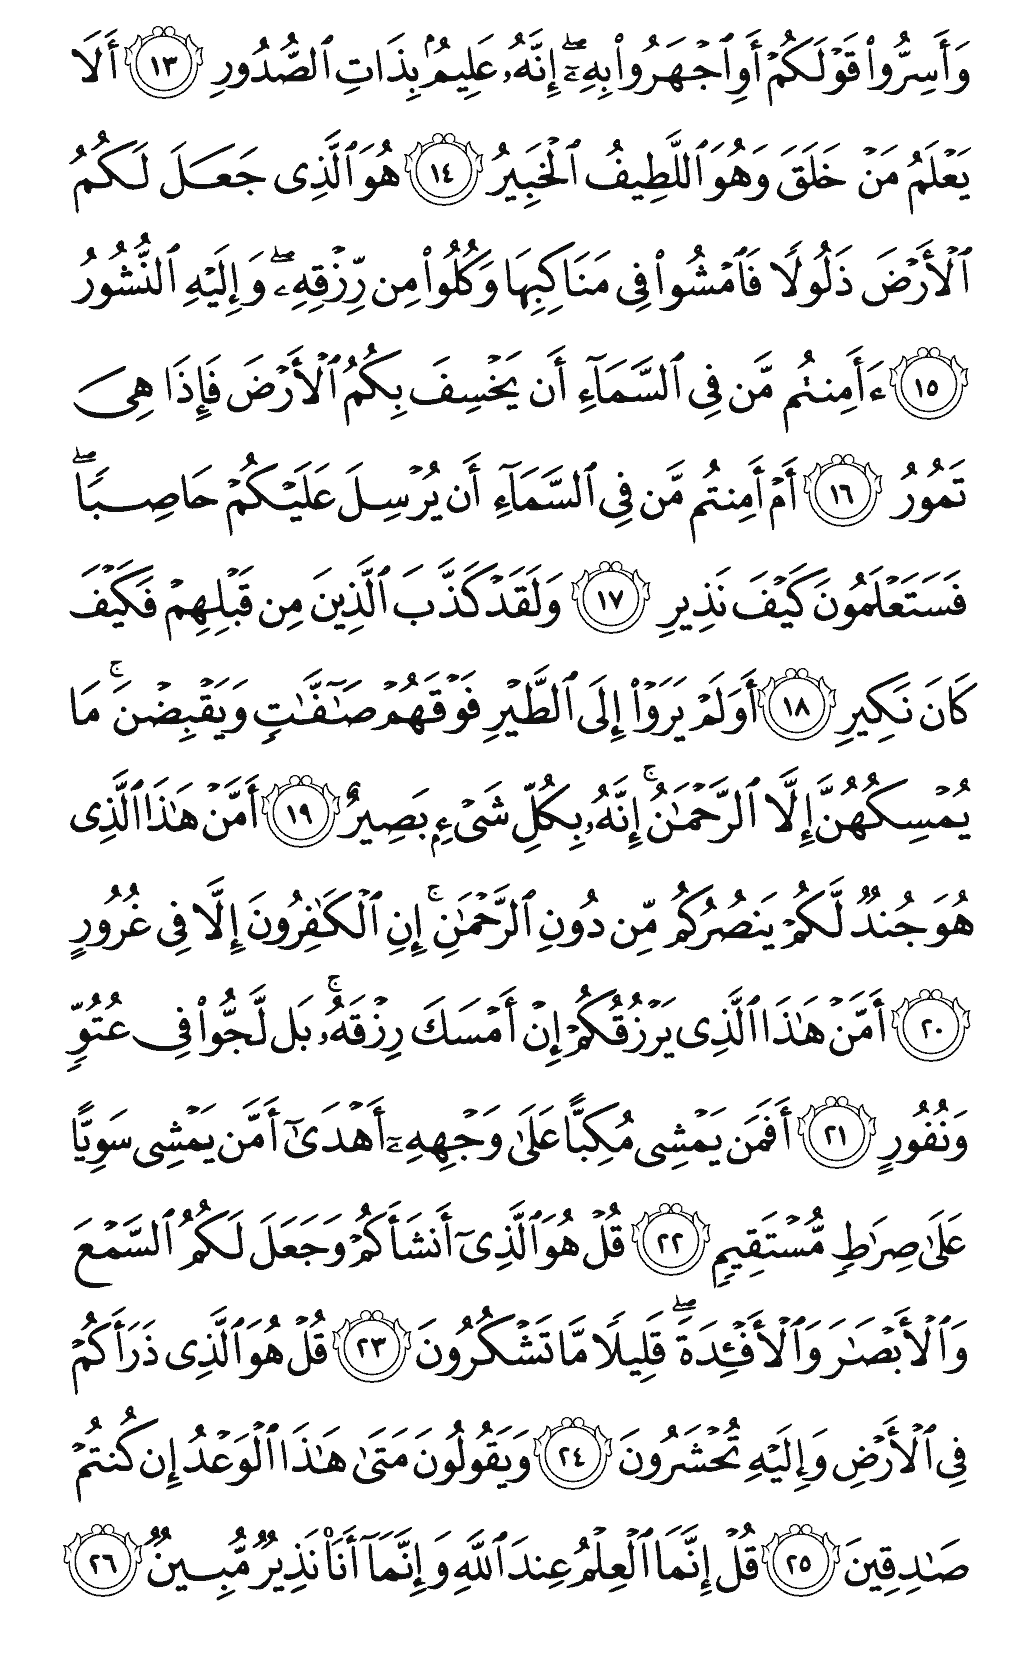 وَأَسِرُّوا۟ قَوْلَكُمْ أَوِ ٱجْهَرُوا۟ بِهِۦٓ ۖ إِنَّهُۥ عَلِيمٌۢ بِذَاتِ ٱلصُّدُورِ ١٣ أَلَا
يَعْلَمُ مَنْ خَلَقَ وَهُوَ ٱللَّطِيفُ ٱلْخَبِيرُ ١٤ هُوَ ٱلَّذِى جَعَلَ لَكُمُ
ٱلْأَرْضَ ذَلُولًا فَٱمْشُوا۟ فِى مَنَاكِبِهَا وَكُلُوا۟ مِن رِّزْقِهِۦ ۖ وَإِلَيْهِ ٱلنُّشُورُ
١٥ ءَأَمِنتُم مَّن فِى ٱلسَّمَآءِ أَن يَخْسِفَ بِكُمُ ٱلْأَرْضَ فَإِذَا هِىَ
تَمُورُ ١٦ أَمْ أَمِنتُم مَّن فِى ٱلسَّمَآءِ أَن يُرْسِلَ عَلَيْكُمْ حَاصِبًا ۖ
فَسَتَعْلَمُونَ كَيْفَ نَذِيرِ ١٧ وَلَقَدْ كَذَّبَ ٱلَّذِينَ مِن قَبْلِهِمْ فَكَيْفَ
كَانَ نَكِيرِ ١٨ أَوَلَمْ يَرَوْا۟ إِلَى ٱلطَّيْرِ فَوْقَهُمْ صَـٰٓفَّـٰتٍ وَيَقْبِضْنَ ۚ مَا
يُمْسِكُهُنَّ إِلَّا ٱلرَّحْمَـٰنُ ۚ إِنَّهُۥ بِكُلِّ شَىْءٍۭ بَصِيرٌ ١٩ أَمَّنْ هَـٰذَا ٱلَّذِى
هُوَ جُندٌ لَّكُمْ يَنصُرُكُم مِّن دُونِ ٱلرَّحْمَـٰنِ ۚ إِنِ ٱلْكَـٰفِرُونَ إِلَّا فِى غُرُورٍ
٢٠ أَمَّنْ هَـٰذَا ٱلَّذِى يَرْزُقُكُمْ إِنْ أَمْسَكَ رِزْقَهُۥ ۚ بَل لَّجُّوا۟ فِى عُتُوٍّ
وَنُفُورٍ ٢١ أَفَمَن يَمْشِى مُكِبًّا عَلَىٰ وَجْهِهِۦٓ أَهْدَىٰٓ أَمَّن يَمْشِى سَوِيًّا
عَلَىٰ صِرَٰطٍ مُّسْتَقِيمٍ ٢٢ قُلْ هُوَ ٱلَّذِىٓ أَنشَأَكُمْ وَجَعَلَ لَكُمُ ٱلسَّمْعَ
وَٱلْأَبْصَـٰرَ وَٱلْأَفْـِٔدَةَ ۖ قَلِيلًا مَّا تَشْكُرُونَ ٢٣ قُلْ هُوَ ٱلَّذِى ذَرَأَكُمْ
فِى ٱلْأَرْضِ وَإِلَيْهِ تُحْشَرُونَ ٢٤ وَيَقُولُونَ مَتَىٰ هَـٰذَا ٱلْوَعْدُ إِن كُنتُمْ
صَـٰدِقِينَ ٢٥ قُلْ إِنَّمَا ٱلْعِلْمُ عِندَ ٱللَّهِ وَإِنَّمَآ أَنَا۠ نَذِيرٌ مُّبِينٌ ٢٦